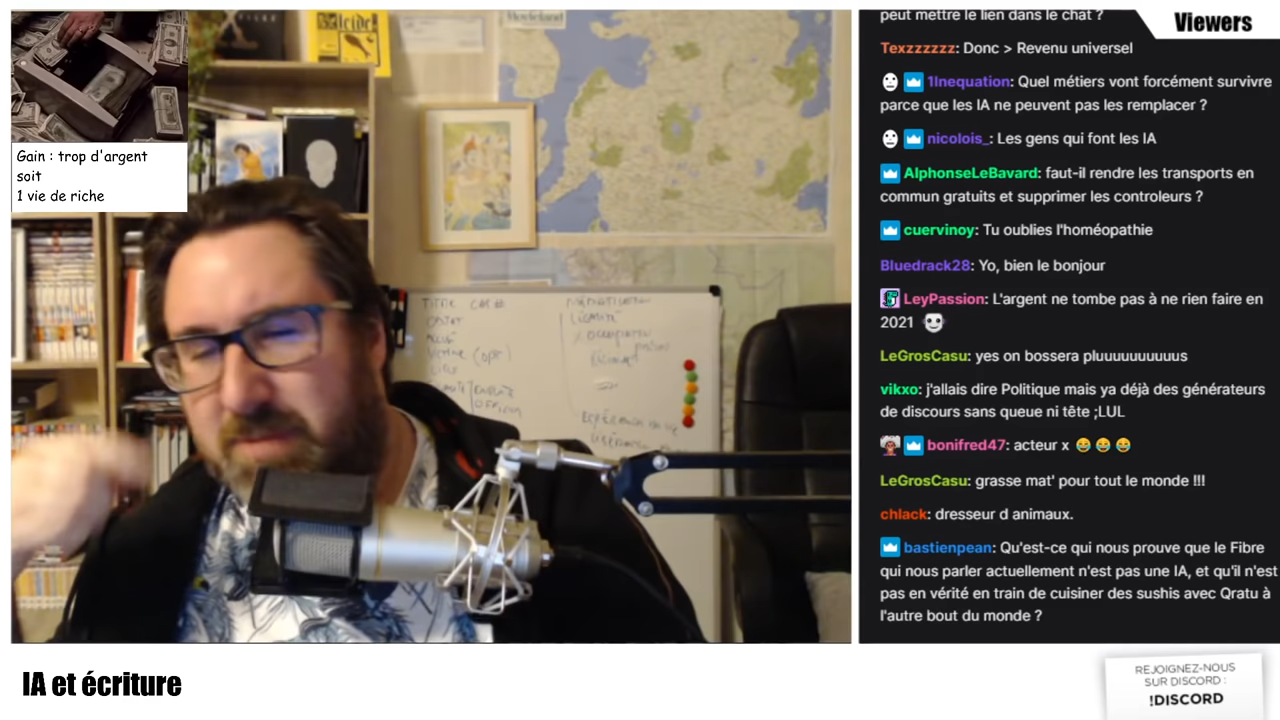 Gain : trop d'argent
soit
1 vie de riche
TITRE
peut mettre le lien dans le chat ?
Viewers
Texzzzzzz: Donc > Revenu universel
1Inequation: Quel métiers vont forcément survivre
parce que les IA ne peuvent pas les remplacer ?
nicolois_: Les gens qui font les IA
AlphonseLeBavard: faut-il rendre les transports en
commun gratuits et supprimer les controleurs ?
cuervinoy: Tu oublies l'homéopathie
Bluedrack28: Yo, bien le bonjour
LeyPassion: L'argent ne tombe pas à ne rien faire en
2021
LeGrosCasu: yes on bossera pluuuuuuuuuus
vikxo: j'allais dire Politique mais ya déjà des générateurs
de discours sans queue ni tête ;LUL
bonifred47: acteur x 😂 😂 😂
LeGrosCasu: grasse mat' pour tout le monde !!!
chlack: dresseur d animaux.
bastienpean: Qu'est-ce qui nous prouve que le Fibre
qui nous parler actuellement n'est pas une IA, et qu'il n'est
pas en vérité en train de cuisiner des sushis avec Qratu à
l'autre bout du monde ?
IA et écriture
REJOIGNEZ-NOUS
SUR DISCORD :
!DISCORD